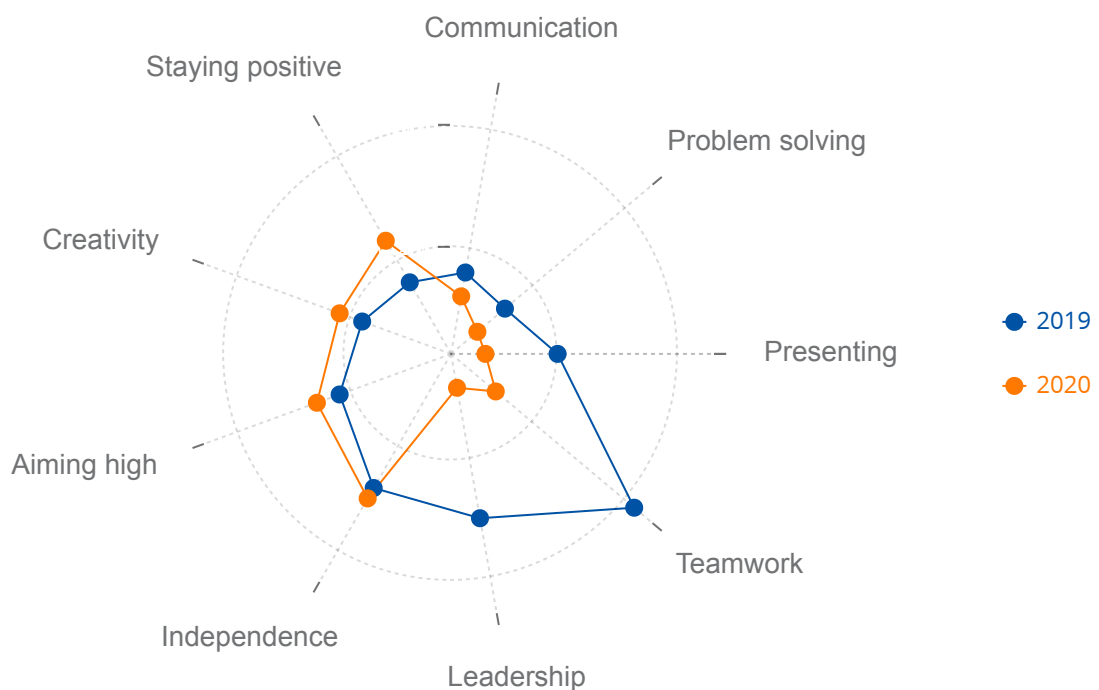 Communication
Staying positive
Problem solving
Creativity
2019
Presenting
2020
Aiming high
Teamwork
Independence
Leadership